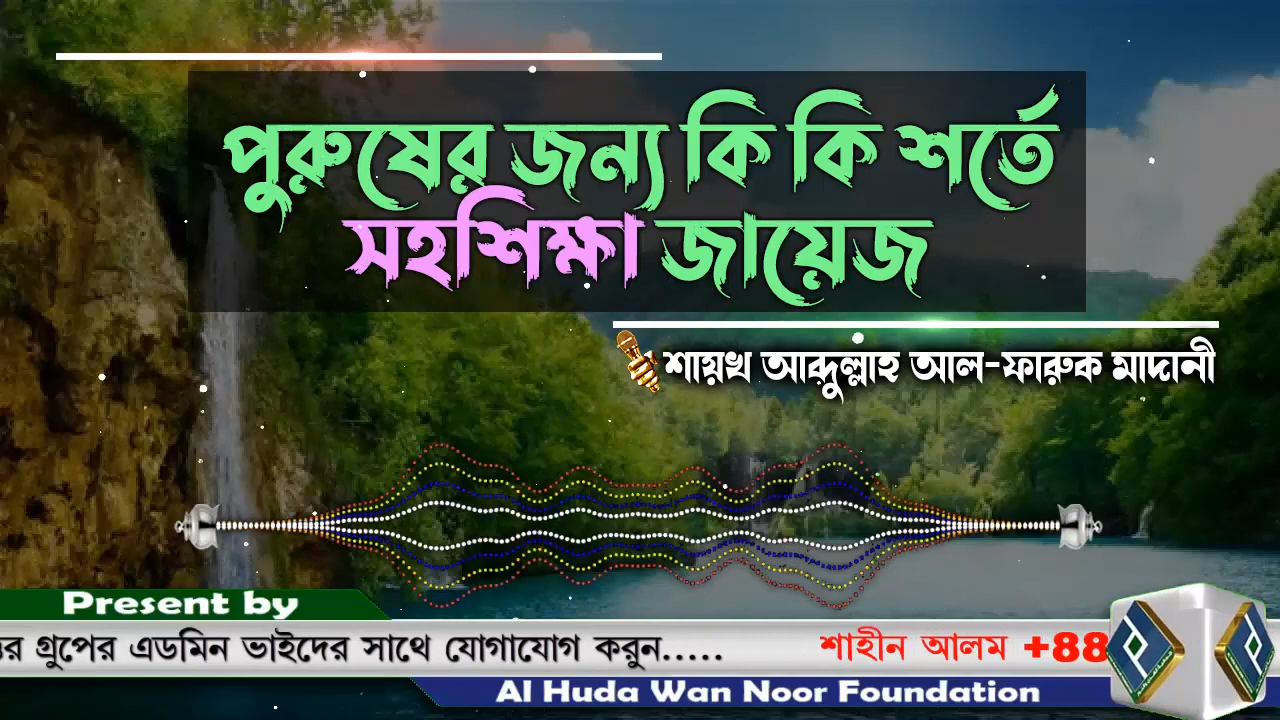 পুরুষের জন্য কি কি শর্তে
সহশিক্ষা জায়েজ
শায়খ আব্দুল্লাহ আল-ফারুক মাদানী
Present by
গ্রুপের এডমিন ভাইদের সাথে যোগাযোগ করুন..... শাহীন আলম +88
Al Huda Wan Noor Foundation